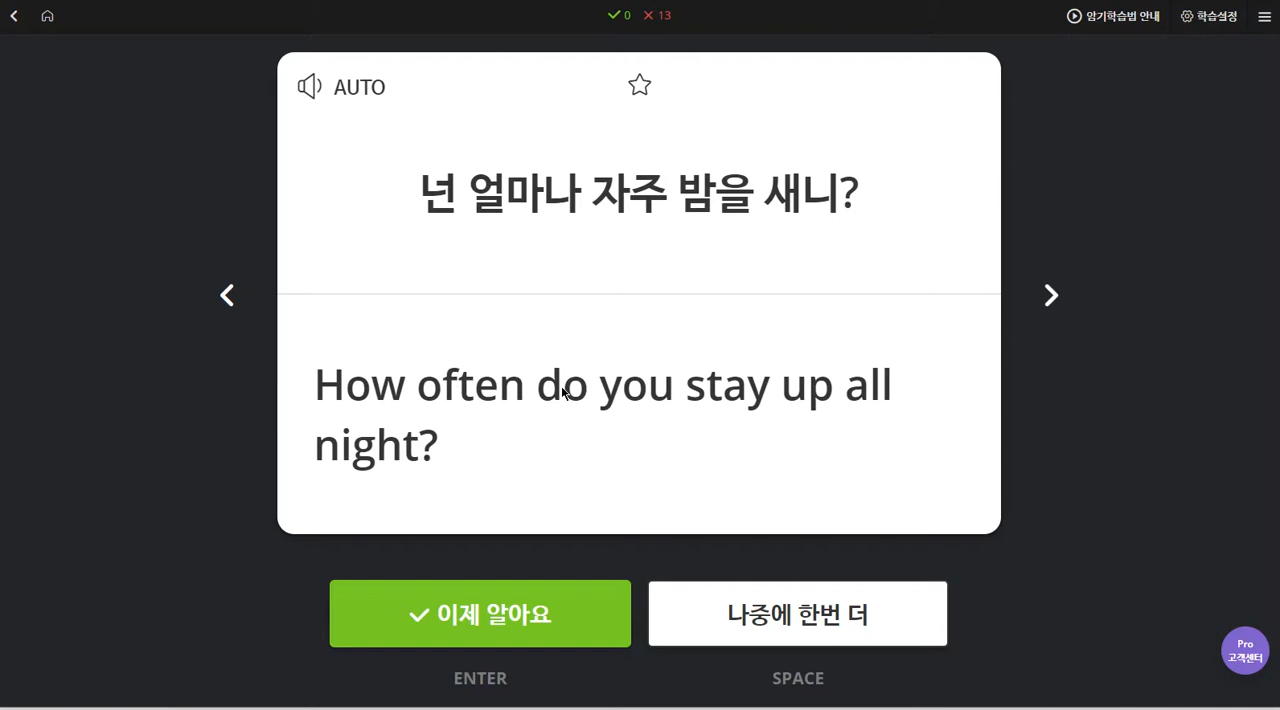 0 13
암기학습법 안내 학습설정
AUTO
넌 얼마나 자주 밤을 새니?
How often do you stay up all
night?
이제 알아요 나중에 한번 더
ENTER SPACE
Pro
고객센터